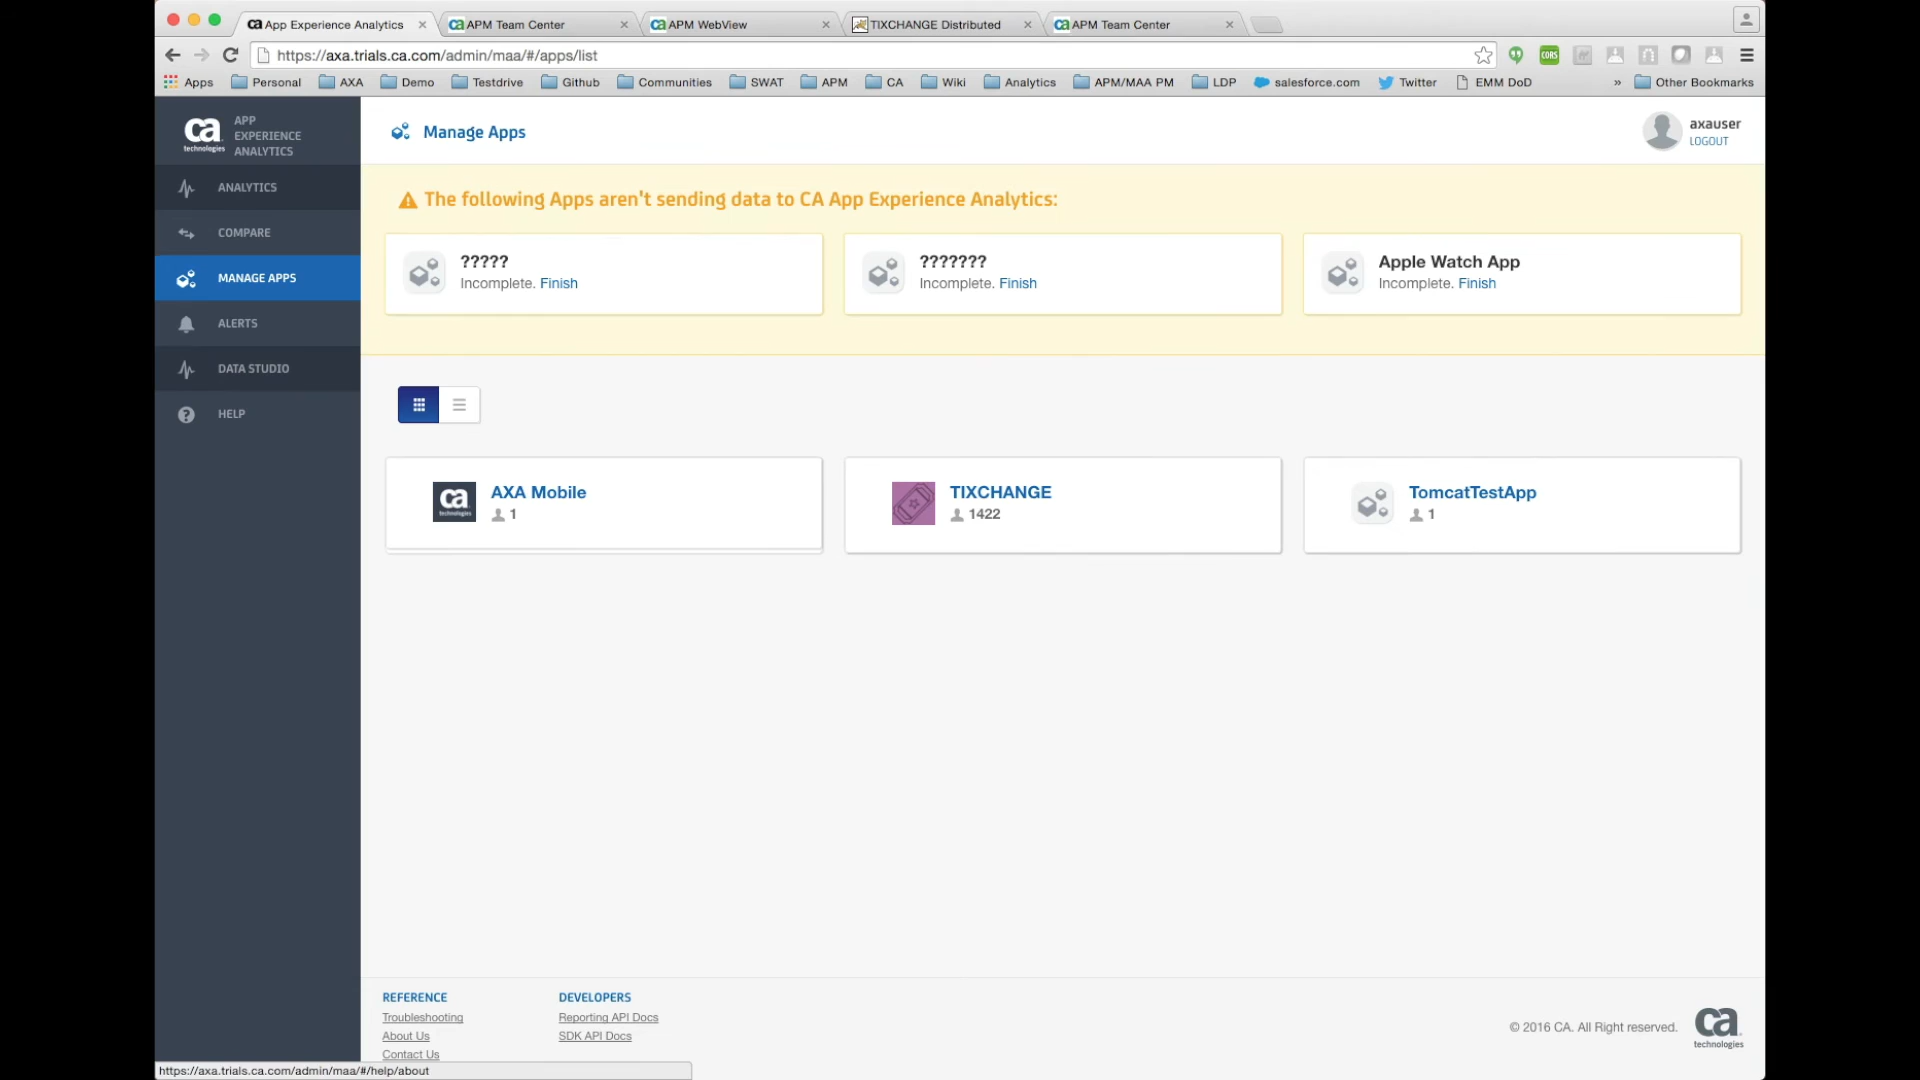 App Experience Analytics
APM Team Center
APM WebView
TIXCHANGE Distributed
APM Team Center
https://axa.trials.ca.com/admin/maa/#/apps/list
CORS
Apps
Personal
AXA
Demo
Testdrive
Github
Communities
SWAT
APM
CA
Wiki
Analytics
APM/MAA PM
LDP
salesforce.com
Twitter
EMM DoD
»
Other Bookmarks
ca
technologies
APP
EXPERIENCE
ANALYTICS
Manage Apps
axauser
LOGOUT
ANALYTICS
COMPARE
MANAGE APPS
ALERTS
DATA STUDIO
HELP
The following Apps aren't sending data to CA App Experience Analytics:
?????
Incomplete. Finish
???????
Incomplete. Finish
Apple Watch App
Incomplete. Finish
ca
technologies
AXA Mobile
1
TIXCHANGE
1422
TomcatTestApp
1
REFERENCE
Troubleshooting
About Us
Contact Us
DEVELOPERS
Reporting API Docs
SDK API Docs
© 2016 CA. All Right reserved.
ca
technologies
https://axa.trials.ca.com/admin/maa/#/help/about